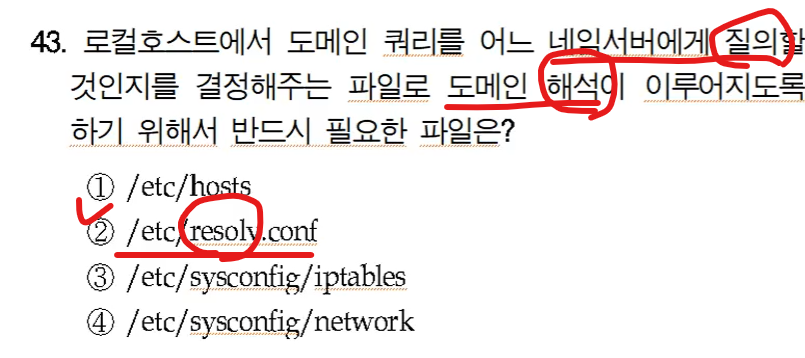 43. 로컬호스트에서 도메인 쿼리를 어느 네임서버에게 질의할
것인지를 결정해주는 파일로 도메인 해석이 이루어지도록
하기 위해서 반드시 필요한 파일은?
① /etc/hosts
② /etc/resolv.conf
③ /etc/sysconfig/iptables
④ /etc/sysconfig/network